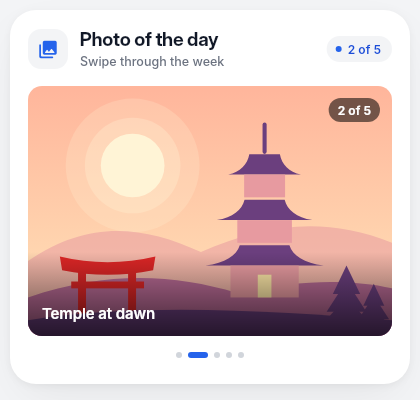 Photo of the day
Swipe through the week
2 of 5
2 of 5
Temple at dawn